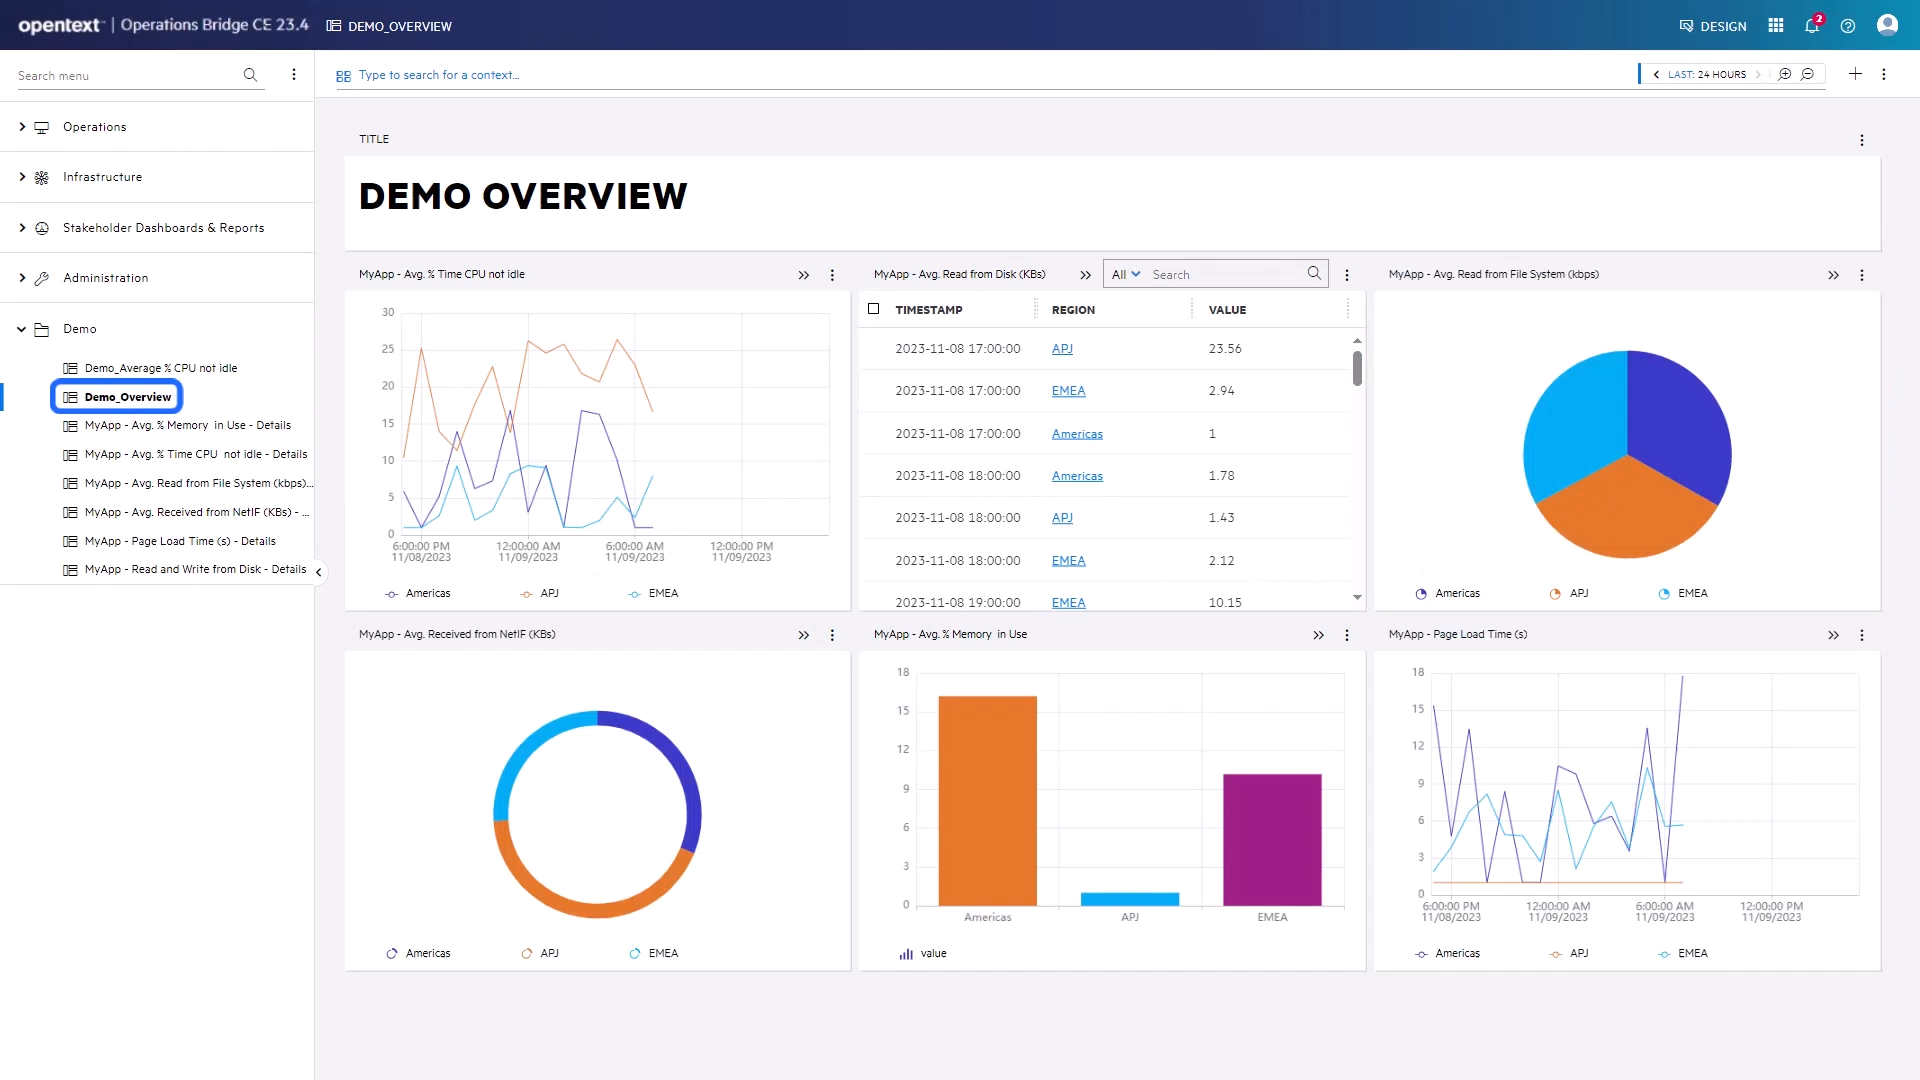 opentext™ | Operations Bridge CE 23.4 DEMO_OVERVIEW DESIGN 2
Search menu
Type to search for a context...
LAST: 24 HOURS
Operations
Infrastructure
Stakeholder Dashboards & Reports
Administration
Demo
Demo_Average % CPU not idle
Demo_Overview
MyApp - Avg. % Memory in Use - Details
MyApp - Avg. % Time CPU not idle - Details
MyApp - Avg. Read from File System (kbps)...
MyApp - Avg. Received from NetIF (KBs) - ...
MyApp - Page Load Time (s) - Details
MyApp - Read and Write from Disk - Details
TITLE
DEMO OVERVIEW
MyApp - Avg. % Time CPU not idle
30
25
20
15
10
5
0
6:00:00 PM 12:00:00 AM 6:00:00 AM 12:00:00 PM
11/08/2023 11/09/2023 11/09/2023 11/09/2023
Americas APJ EMEA
MyApp - Avg. Read from Disk (KBs) All Search
TIMESTAMP REGION VALUE
2023-11-08 17:00:00 APJ 23.56
2023-11-08 17:00:00 EMEA 2.94
2023-11-08 17:00:00 Americas 1
2023-11-08 18:00:00 Americas 1.78
2023-11-08 18:00:00 APJ 1.43
2023-11-08 18:00:00 EMEA 2.12
2023-11-08 19:00:00 EMEA 10.15
MyApp - Avg. Read from File System (kbps)
Americas APJ EMEA
MyApp - Avg. Received from NetIF (KBs)
Americas APJ EMEA
MyApp - Avg. % Memory in Use
18
15
12
9
6
3
0
Americas APJ EMEA
value
MyApp - Page Load Time (s)
18
15
12
9
6
3
0
6:00:00 PM 12:00:00 AM 6:00:00 AM 12:00:00 PM
11/08/2023 11/09/2023 11/09/2023 11/09/2023
Americas APJ EMEA